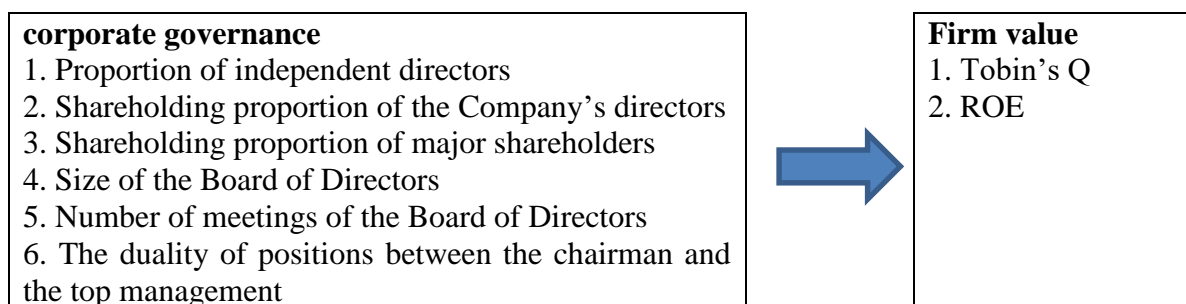 corporate governance
1. Proportion of independent directors
2. Shareholding proportion of the Company’s directors
3. Shareholding proportion of major shareholders
4. Size of the Board of Directors
5. Number of meetings of the Board of Directors
6. The duality of positions between the chairman and
the top management
Firm value
1. Tobin’s Q
2. ROE